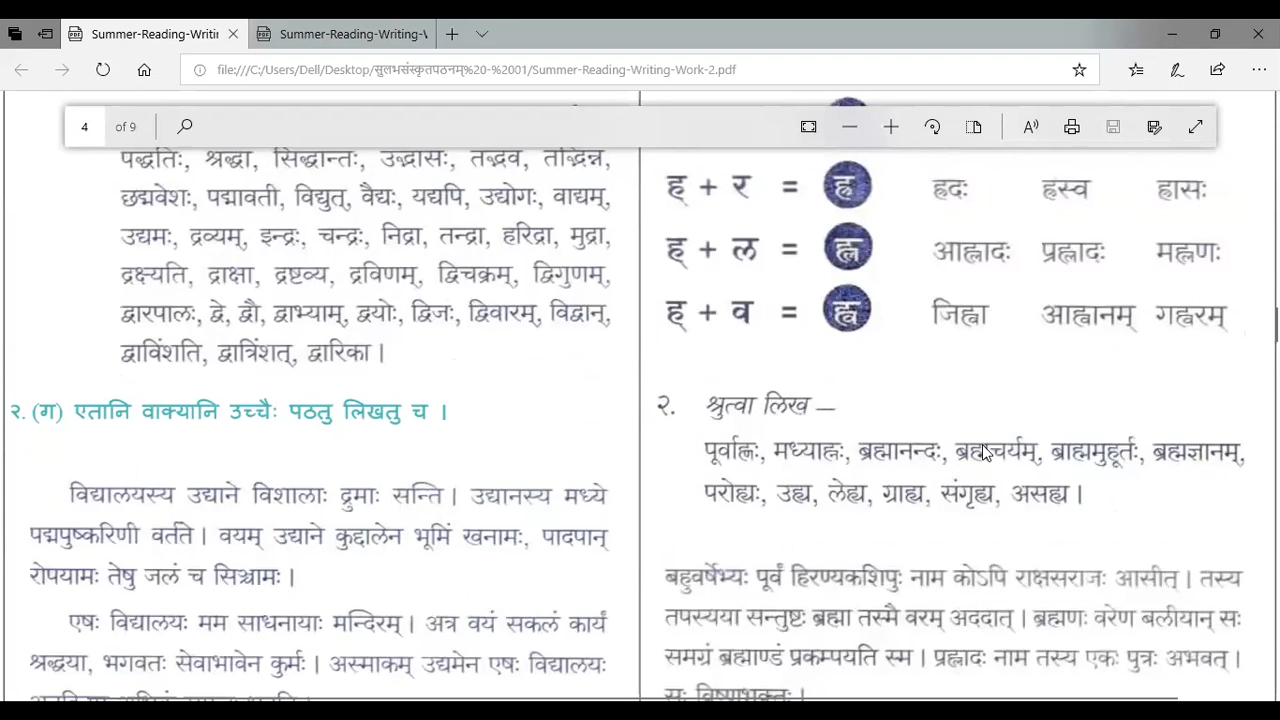 Summer-Reading-Writin
Summer-Reading-Writing-V
file:///C:/Users/Dell/Desktop/सुलभसंस्कृतपठनम्%20-%2001/Summer-Reading-Writing-Work-2.pdf
4 of 9
पद्धतिः, श्रद्धा, सिद्धान्तः, उद्भासः, तद्भव, तद्भिन्न,
छद्मवेशः, पद्मावती, विद्युत्, वैद्यः, यद्यपि, उद्योगः, वाद्यम्,
उद्यमः, द्रव्यम्, इन्द्रः, चन्द्रः, निद्रा, तन्द्रा, हरिद्रा, मुद्रा,
द्रक्ष्यति, द्राक्षा, द्रष्टव्य, द्रविणम्, द्विचक्रम्, द्विगुणम्,
द्वारपालः, द्वे, द्वौ, द्वाभ्याम्, द्वयोः, द्विजः, द्विवारम्, विद्वान्,
द्वाविंशति, द्वात्रिंशत्, द्वारिका ।
२. (ग) एतानि वाक्यानि उच्चैः पठतु लिखतु च ।
विद्यालयस्य उद्याने विशालाः द्रुमाः सन्ति । उद्यानस्य मध्ये
पद्मपुष्करिणी वर्तते । वयम् उद्याने कुद्दालेन भूमिं खनामः, पादपान्
रोपयामः तेषु जलं च सिञ्चामः ।
एषः विद्यालयः मम साधनायाः मन्दिरम् । अत्र वयं सकलं कार्यं
श्रद्धया, भगवतः सेवाभावेन कुर्मः । अस्माकम् उद्यमेन एषः विद्यालयः
ह् + र = ह्र ह्रदः ह्रस्व ह्रासः
ह् + ल = ह्ल आह्लादः प्रह्लादः मह्लणः
ह् + व = ह्व जिह्वा आह्वानम् गह्वरम्
२. श्रुत्वा लिख —
पूर्वाह्णः, मध्याह्नः, ब्रह्मानन्दः, ब्रह्मचर्यम्, ब्राह्ममुहूर्तः, ब्रह्मज्ञानम्,
परोह्यः, उह्य, लेह्य, ग्राह्य, संगृह्य, असह्य ।
बहुवर्षेभ्यः पूर्वं हिरण्यकशिपुः नाम कोऽपि राक्षसराजः आसीत् । तस्य
तपस्यया सन्तुष्टः ब्रह्मा तस्मै वरम् अददात् । ब्रह्मणः वरेण बलीयान् सः
समग्रं ब्रह्माण्डं प्रकम्पयति स्म । प्रह्लादः नाम तस्य एकः पुत्रः अभवत् ।
सः विष्णुभक्तः ।